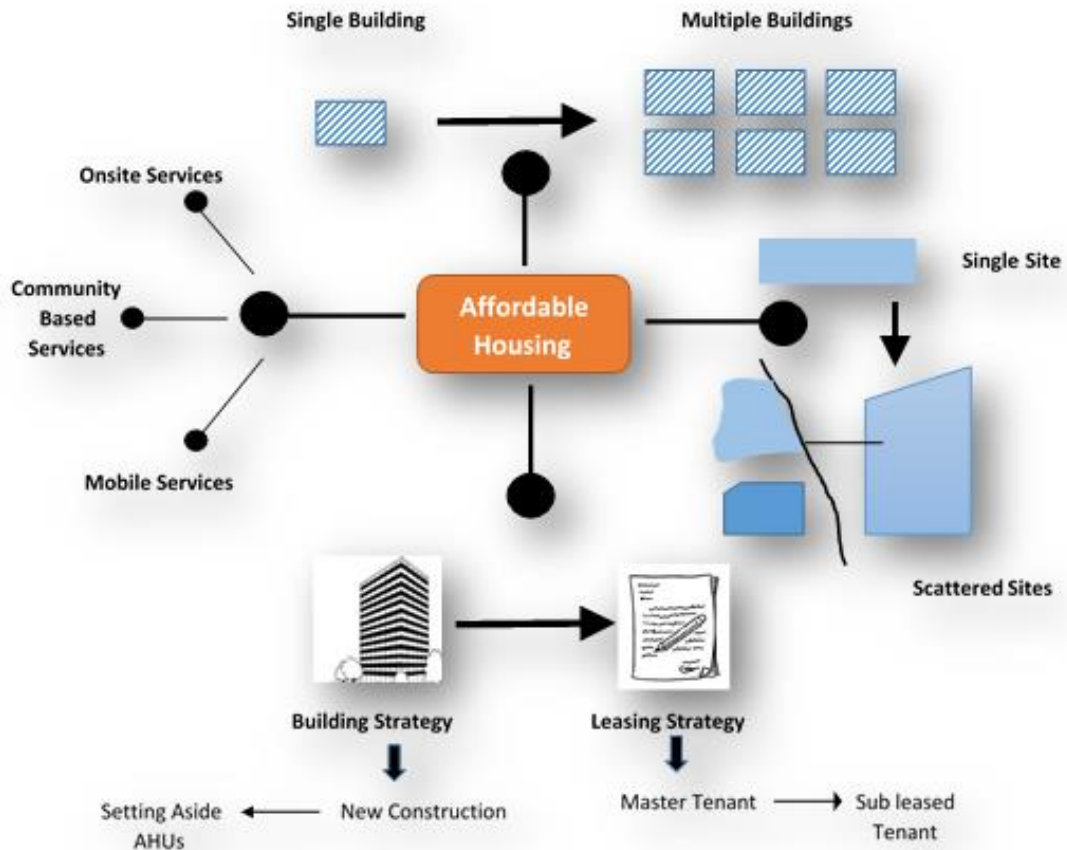 Single Building
Multiple Buildings
Onsite Services
Community
Based
Services
Mobile Services
Affordable
Housing
Single Site
Scattered Sites
Building Strategy
Leasing Strategy
Setting Aside
AHUs
New Construction
Master Tenant
Sub leased
Tenant